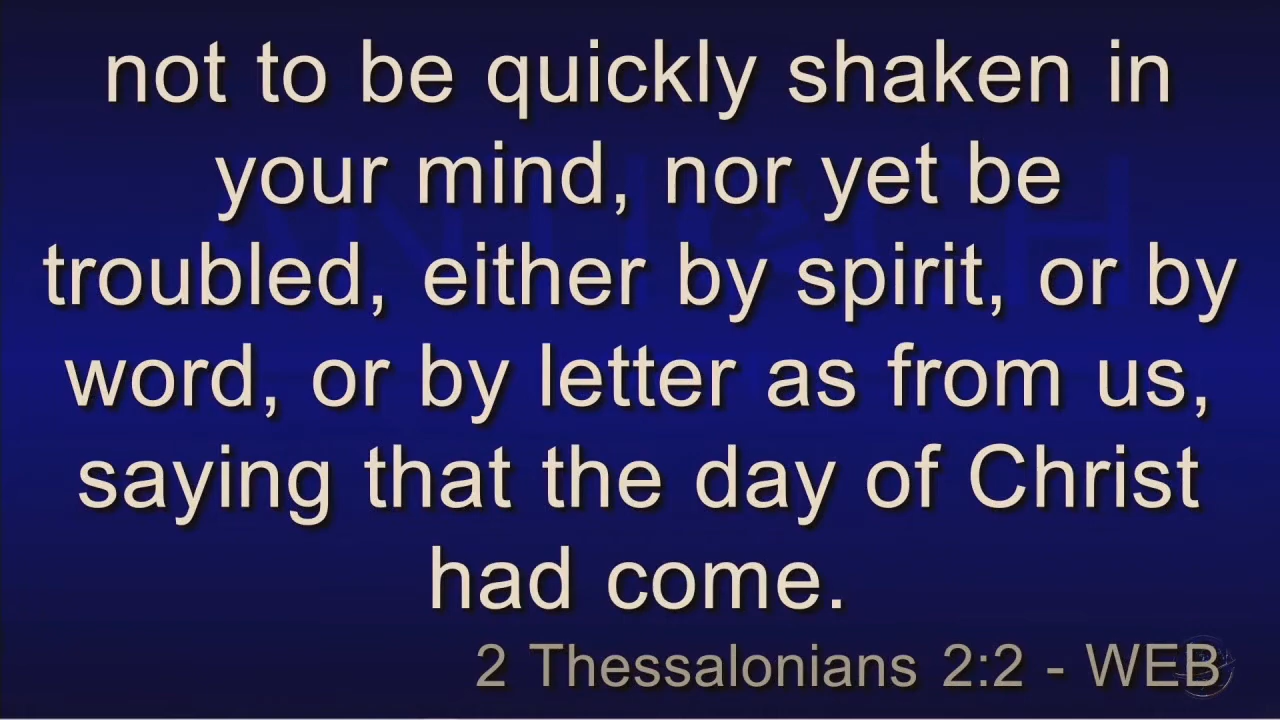 not to be quickly shaken in
your mind, nor yet be
troubled, either by spirit, or by
word, or by letter as from us,
saying that the day of Christ
had come.
2 Thessalonians 2:2 - WEB